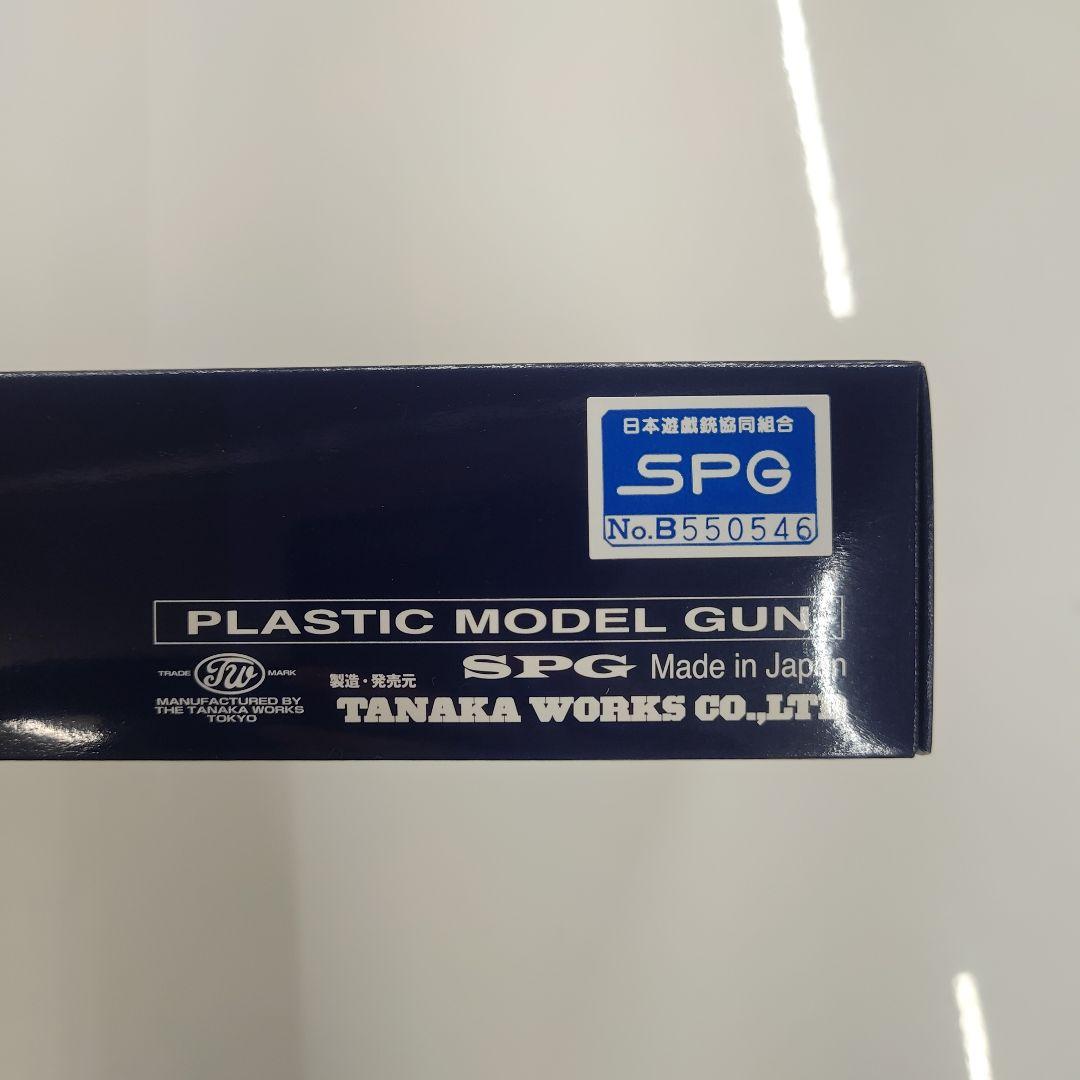 日本遊戯銃協同組合
SPG
No.B550546
PLASTIC MODEL GUN
TRADE TW MARK
MANUFACTURED BY
THE TANAKA WORKS
TOKYO
SPG Made in Japan
製造・発売元
TANAKA WORKS CO.,LTD